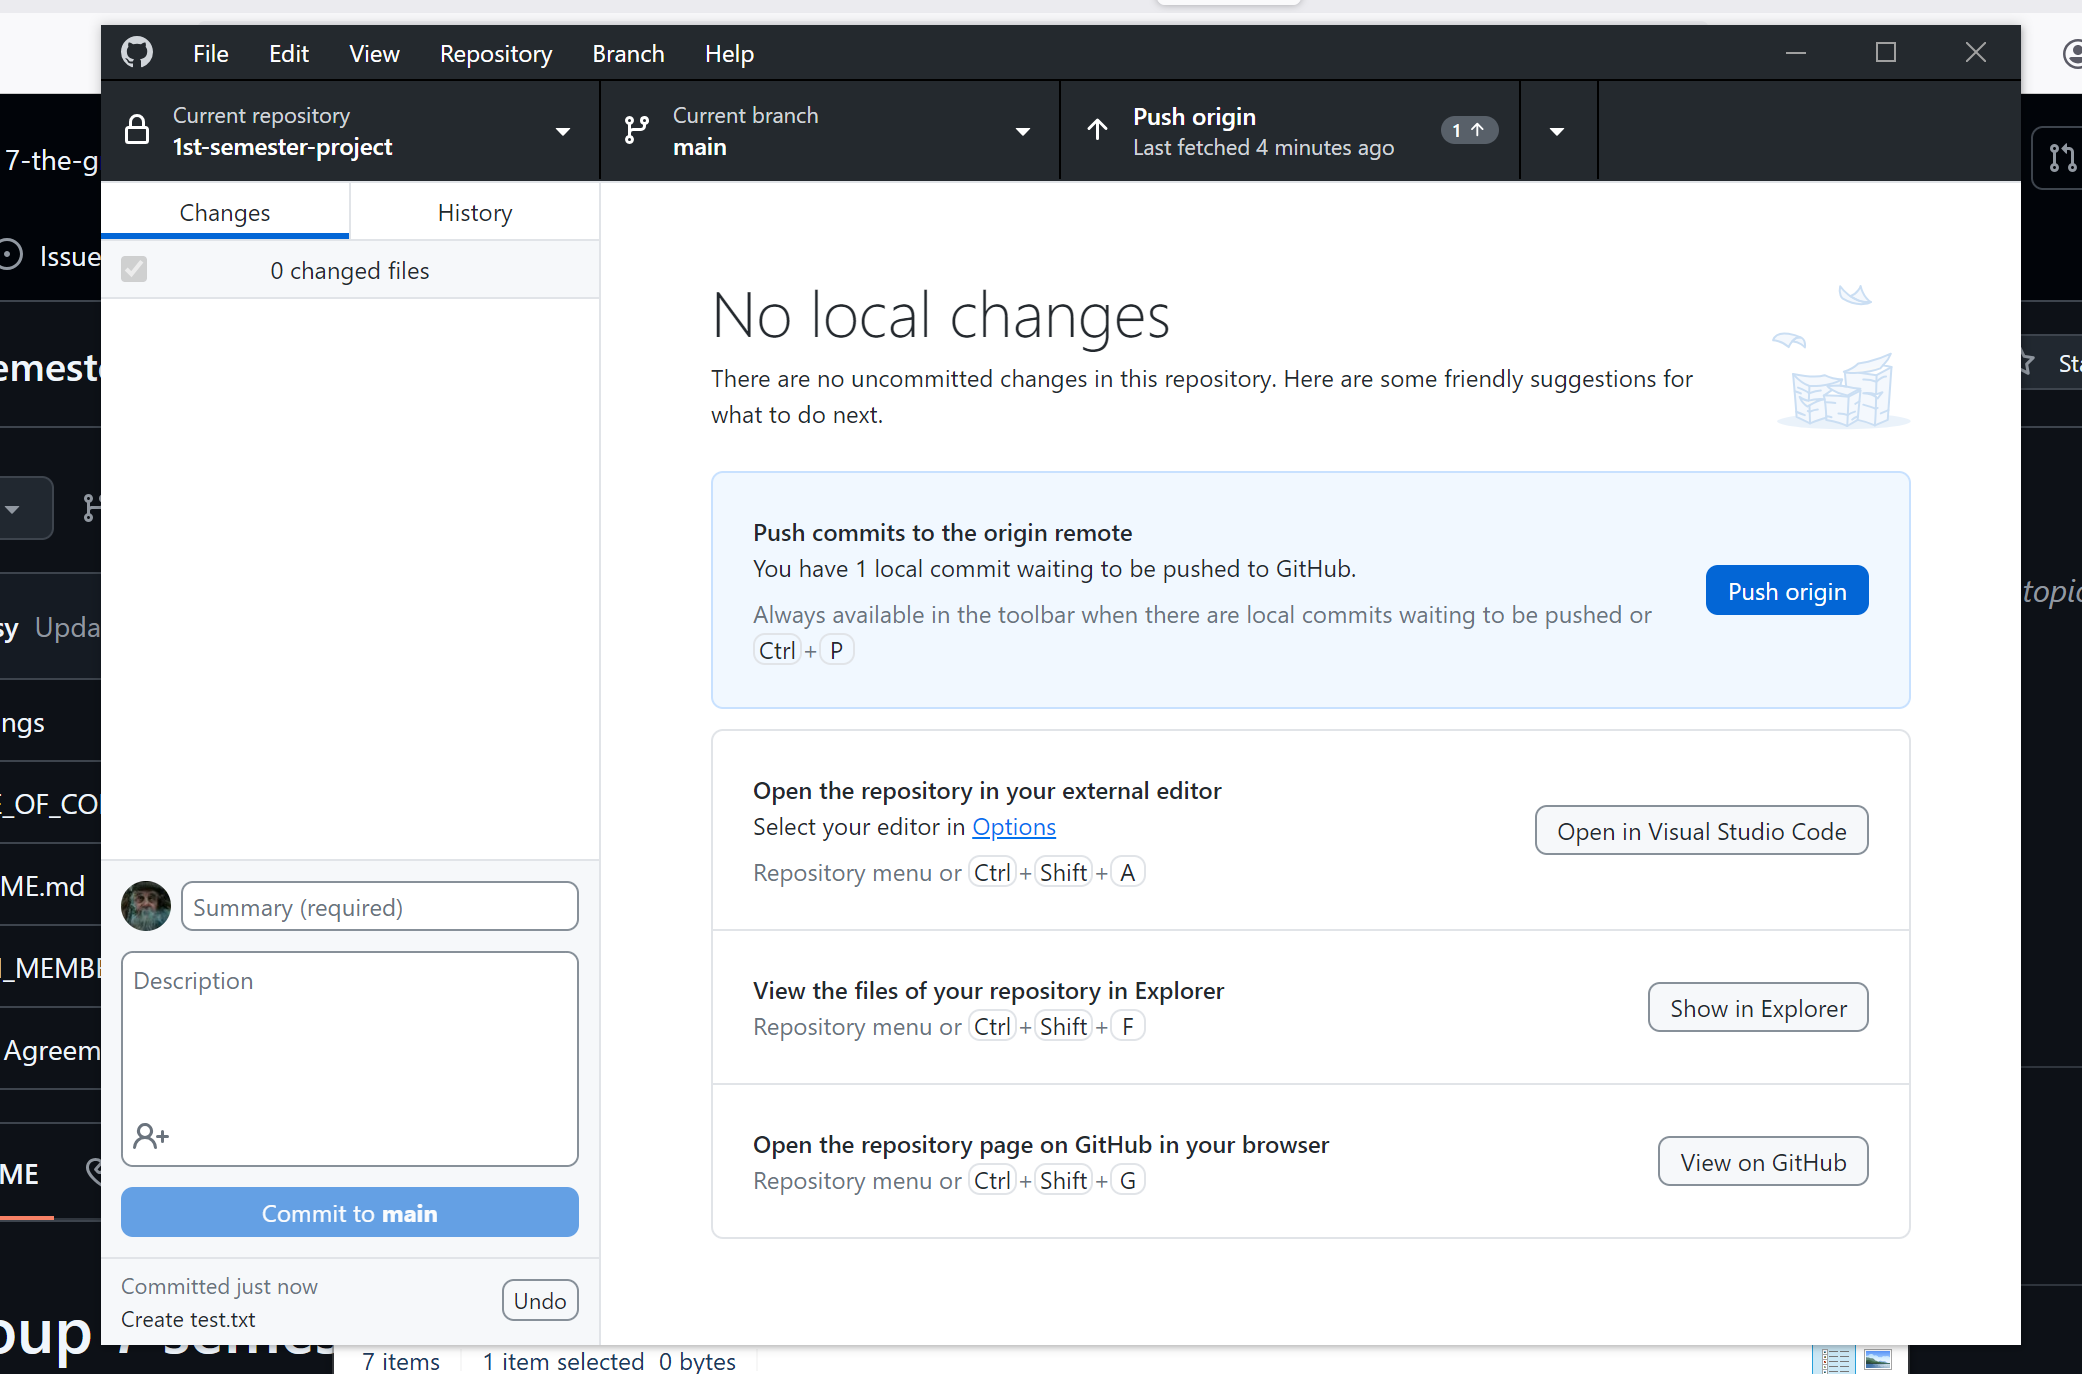 File Edit View Repository Branch Help
Current repository
1st-semester-project
Current branch
main
Push origin
Last fetched 4 minutes ago
1
Changes
History
0 changed files
No local changes
There are no uncommitted changes in this repository. Here are some friendly suggestions for
what to do next.
Push commits to the origin remote
You have 1 local commit waiting to be pushed to GitHub.
Always available in the toolbar when there are local commits waiting to be pushed or
Ctrl + P
Push origin
Open the repository in your external editor
Select your editor in Options
Repository menu or Ctrl + Shift + A
Open in Visual Studio Code
View the files of your repository in Explorer
Repository menu or Ctrl + Shift + F
Show in Explorer
Open the repository page on GitHub in your browser
Repository menu or Ctrl + Shift + G
View on GitHub
Summary (required)
Description
Commit to main
Committed just now
Create test.txt
Undo
7-the-g
Issue
emest
sy Upda
ngs
E_OF_CO
ME.md
_MEMBE
Agreem
ME
oup 7 semes
St
topic
7 items 1 item selected 0 bytes